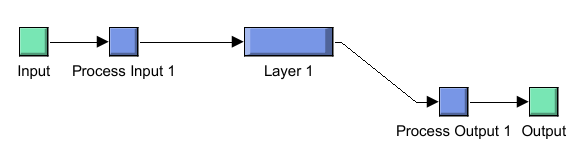 Input
Process Input 1
Layer 1
Process Output 1
Output